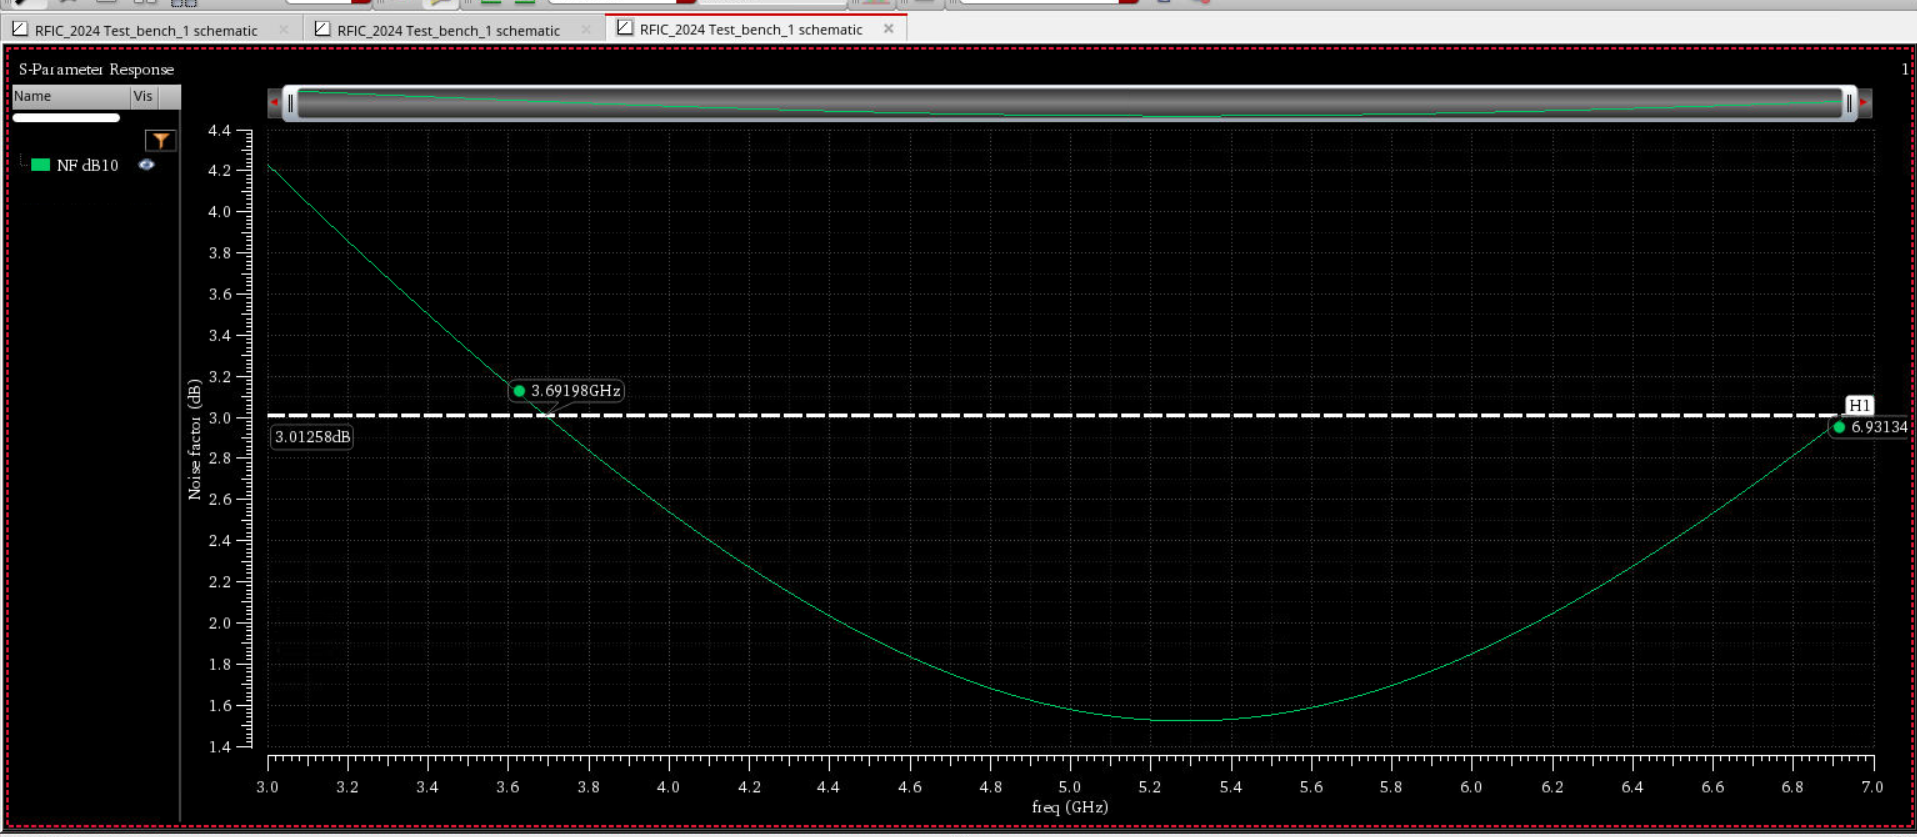 RFIC_2024 Test_bench_1 schematic
RFIC_2024 Test_bench_1 schematic
RFIC_2024 Test_bench_1 schematic
S-Parameter Response
1
Name Vis
NF dB10
4.4
4.2
4.0
3.8
3.6
3.4
3.2
3.0
2.8
2.6
2.4
2.2
2.0
1.8
1.6
1.4
Noise factor (dB)
3.69198GHz
H1
3.01258dB
6.93134
3.0 3.2 3.4 3.6 3.8 4.0 4.2 4.4 4.6 4.8 5.0 5.2 5.4 5.6 5.8 6.0 6.2 6.4 6.6 6.8 7.0
freq (GHz)